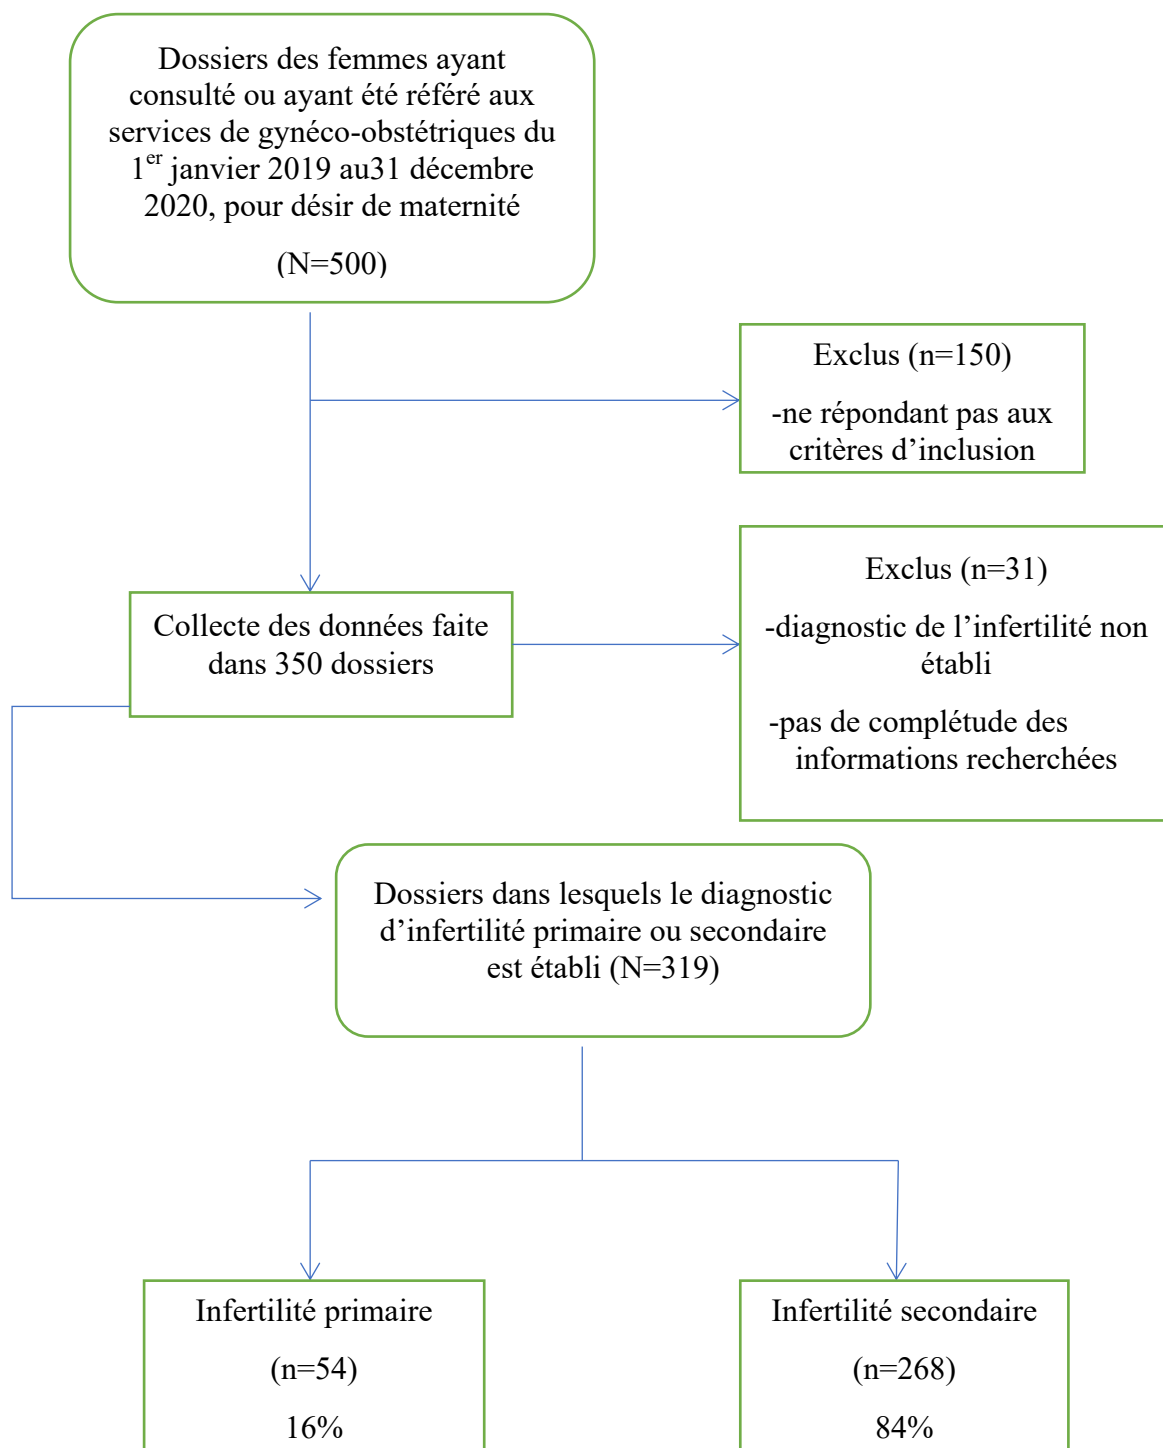 Dossiers des femmes ayant
consulté ou ayant été référé aux
services de gynéco-obstétriques du
1er janvier 2019 au31 décembre
2020, pour désir de maternité
(N=500)
Exclus (n=150)
-ne répondant pas aux
critères d’inclusion
Exclus (n=31)
-diagnostic de l’infertilité non
établi
-pas de complétude des
informations recherchées
Collecte des données faite
dans 350 dossiers
Dossiers dans lesquels le diagnostic
d’infertilité primaire ou secondaire
est établi (N=319)
Infertilité primaire
(n=54)
16%
Infertilité secondaire
(n=268)
84%